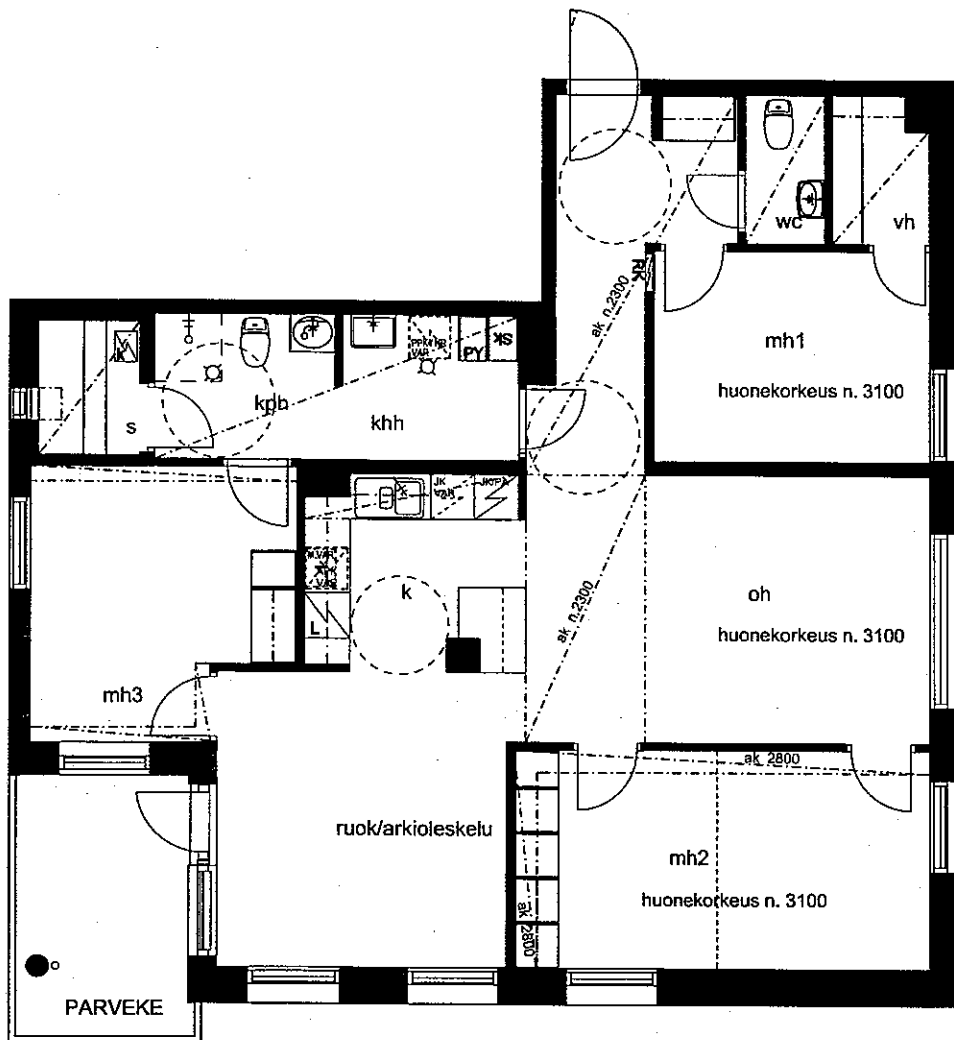 wc
vh
RK
ak n.2300
mh1
huonekorkeus n. 3100
PY
SK
kph
khh
s
JK
L
k
ak n.2300
oh
huonekorkeus n. 3100
mh3
ak 2800
ruok/arkioleskelu
mh2
huonekorkeus n. 3100
ak 2800
PARVEKE